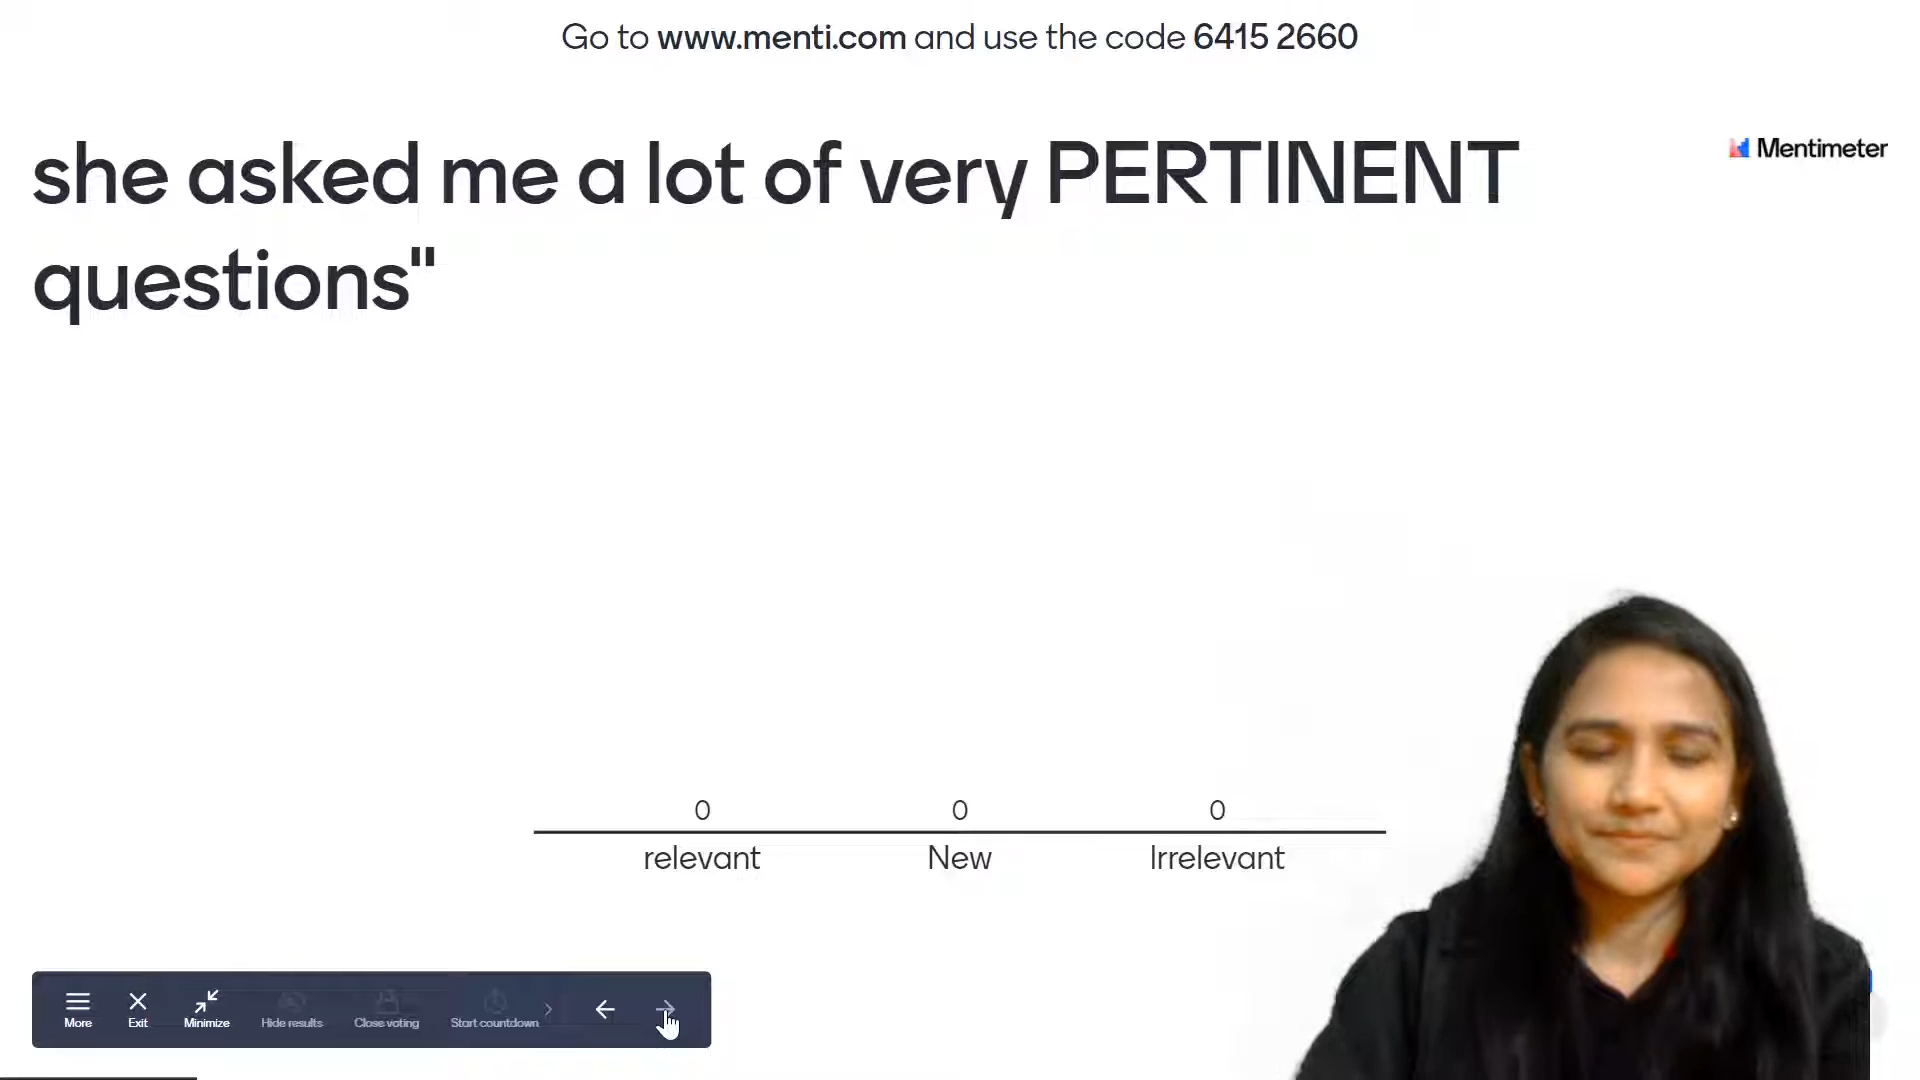 Go to www.menti.com and use the code 6415 2660
she asked me a lot of very PERTINENT
Mentimeter
questions"
0 0 0
relevant New Irrelevant
More Exit Minimize Hide results Close voting Start countdown